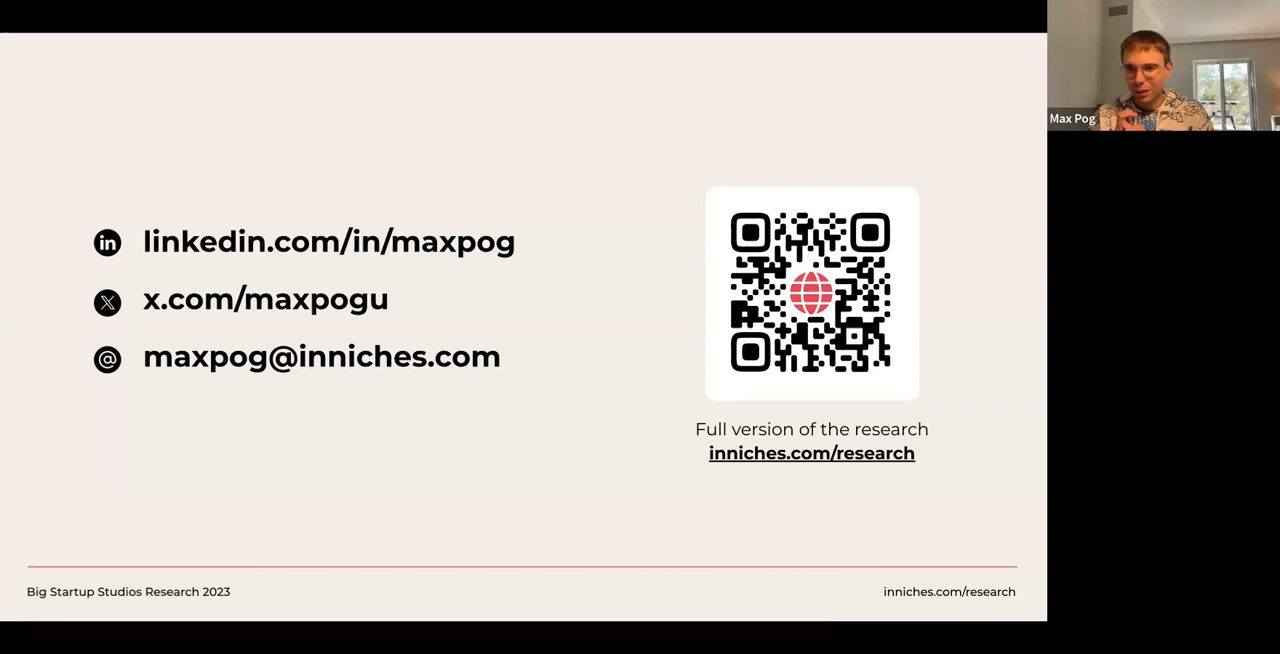 linkedin.com/in/maxpog
x.com/maxpogu
maxpog@inniches.com
Full version of the research
inniches.com/research
Big Startup Studios Research 2023
inniches.com/research
Max Pog